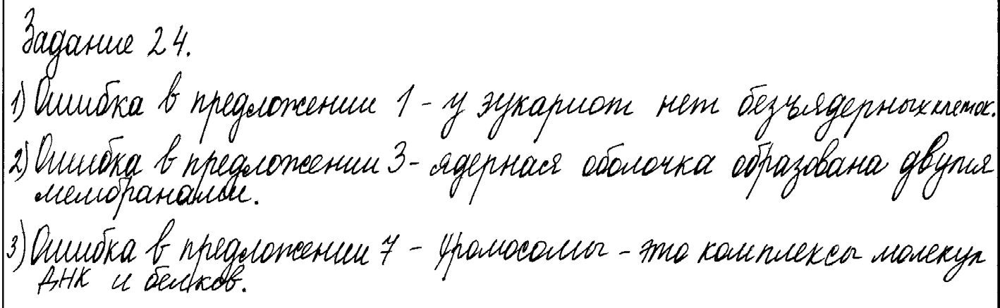 Задание 24.
1) Ошибка в предложении 1 - у эукариот нет безъядерных клеток.
2) Ошибка в предложении 3 - ядерная оболочка образована двумя
мембранами.
3) Ошибка в предложении 7 - хромосомы - это комплексы молекул
ДНК и белков.